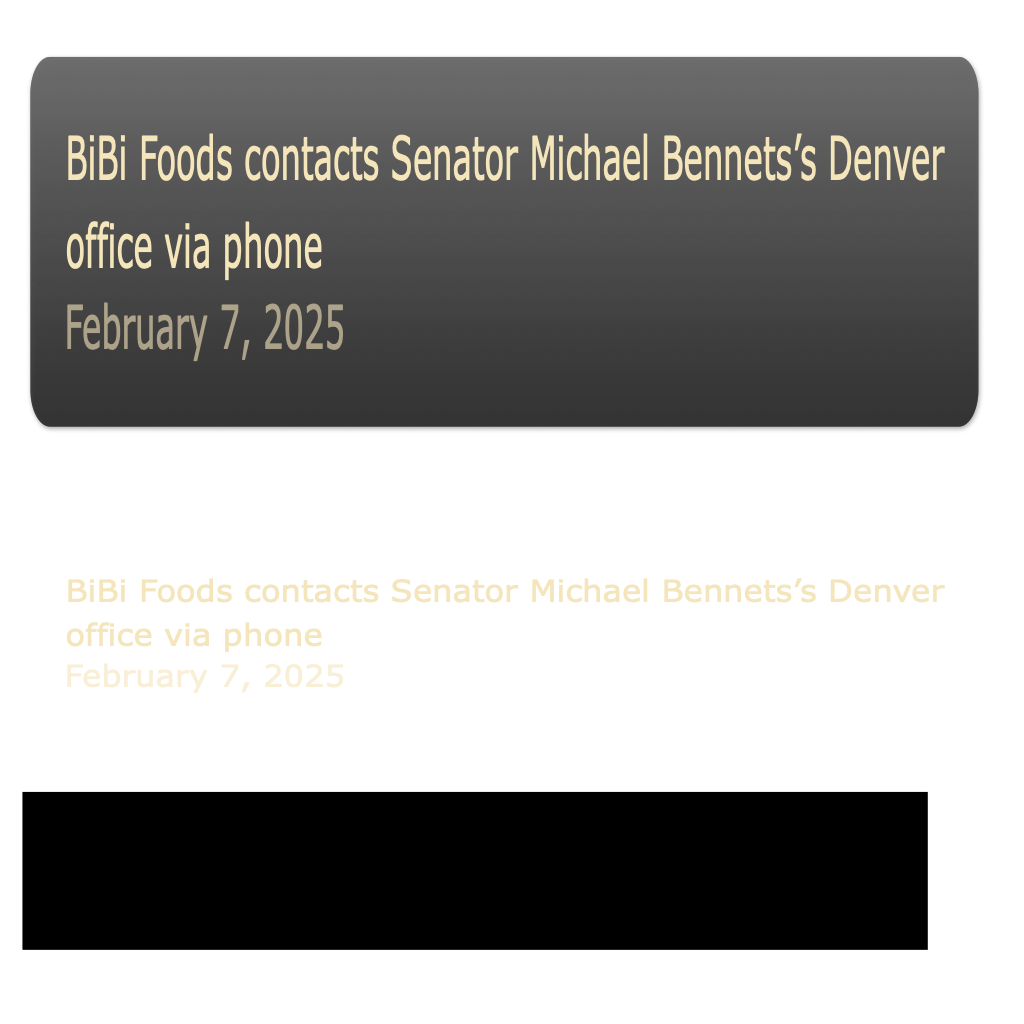 BiBi Foods contacts Senator Michael Bennets’s Denver
office via phone
February 7, 2025
BiBi Foods contacts Senator Michael Bennets’s Denver
office via phone
February 7, 2025